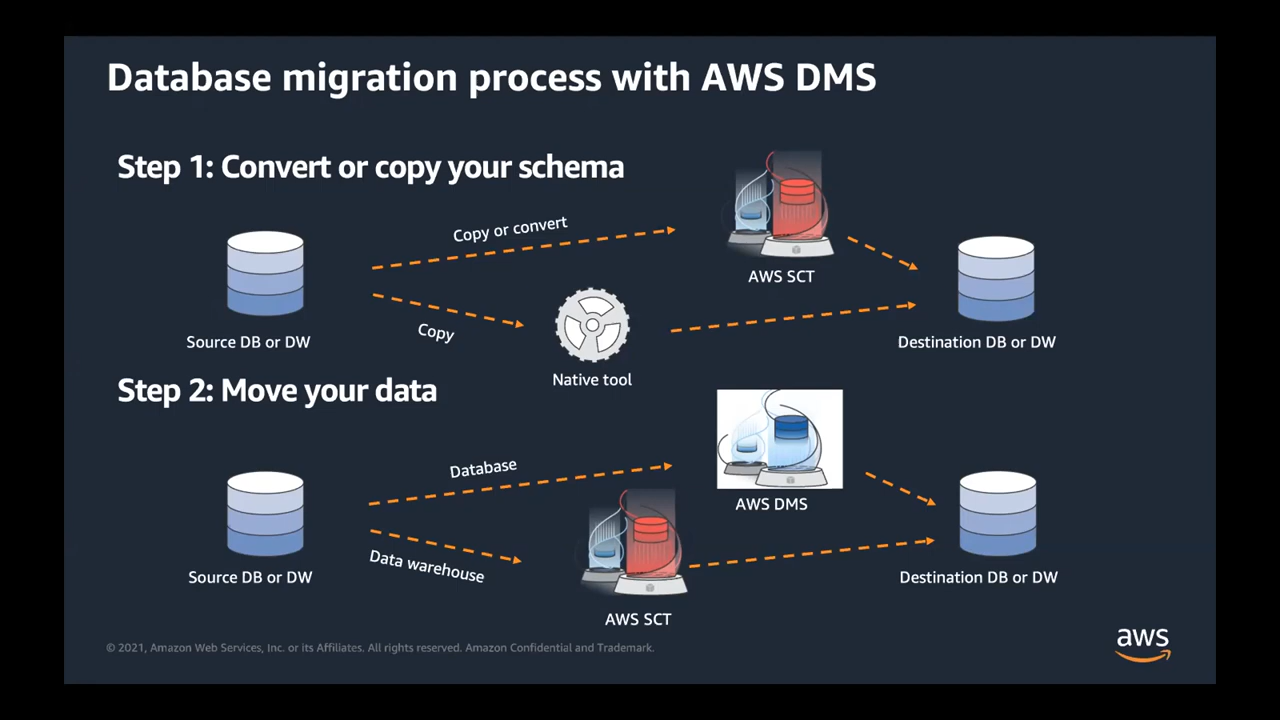 Database migration process with AWS DMS
Step 1: Convert or copy your schema
Copy or convert
AWS SCT
Copy
Source DB or DW
Destination DB or DW
Native tool
Step 2: Move your data
Database
AWS DMS
Data warehouse
Source DB or DW
Destination DB or DW
AWS SCT
© 2021, Amazon Web Services, Inc. or its Affiliates. All rights reserved. Amazon Confidential and Trademark.
aws